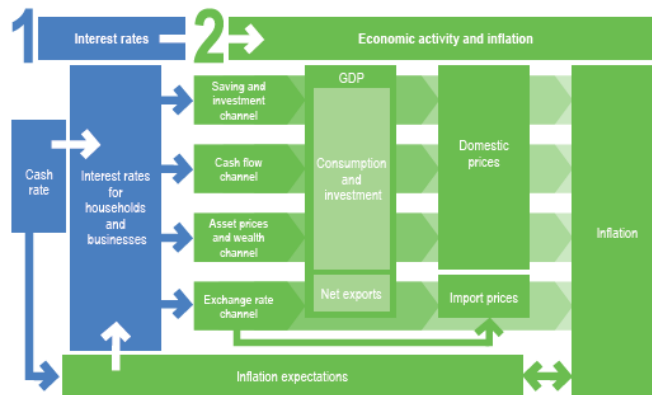 1
Interest rates
2
Economic activity and inflation
Cash
rate
Interest rates
for
households
and
businesses
Saving and
investment
channel
Cash flow
channel
Asset prices
and wealth
channel
Exchange rate
channel
GDP
Consumption
and
investment
Net exports
Domestic
prices
Import prices
Inflation
Inflation expectations